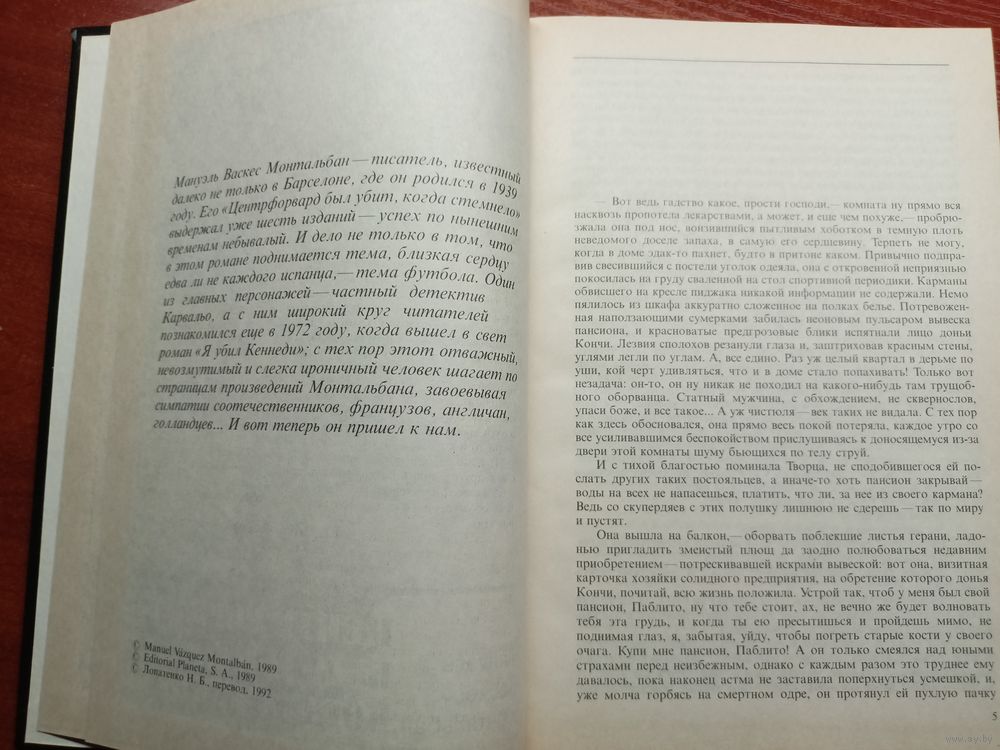 Мануэль Васкес Монтальбан — писатель, известный
далеко не только в Барселоне, где он родился в 1939
году. Его «Центрфорвард был убит, когда стемнело»
выдержал уже шесть изданий — успех по нынешним
временам небывалый. И дело не только в том, что
в этом романе поднимается тема, близкая сердцу
едва ли не каждого испанца,— тема футбола. Один
из главных персонажей — частный детектив
Карвальо, а с ним широкий круг читателей
познакомился еще в 1972 году, когда вышел в свет
роман «Я убил Кеннеди»; с тех пор этот отважный,
невозмутимый и слегка ироничный человек шагает по
страницам произведений Монтальбана, завоевывая
симпатии соотечественников, французов, англичан,
голландцев... И вот теперь он пришел к нам.
© Manuel Vázquez Montalbán, 1989
© Editorial Planeta, S. A., 1989
© Лопатенко Н. Б., перевод, 1992
— Вот ведь гадство какое, прости господи,— комната ну прямо вся
насквозь пропотела лекарствами, а может, и еще чем похуже,— пробрю-
зжала она под нос, вонзившийся пытливым хоботком в темную плоть
неведомого доселе запаха, в самую его сердцевину. Терпеть не могу,
когда в доме эдак-то пахнет, будто в притоне каком. Привычно подпра-
вив свесившийся с постели уголок одеяла, она с откровенной неприязнью
покосилась на груду сваленной на стол спортивной периодики. Карманы
обвисшего на кресле пиджака никакой информации не содержали. Немо
пялилось из шкафа аккуратно сложенное на полках белье. Потревожен-
ная наползающими сумерками забилась неоновым пульсаром вывеска
пансиона, и красноватые предгрозовые блики испятнали лицо доньи
Кончи. Лезвия сполохов резанули глаза и, заштриховав красным стены,
углями легли по углам. А, все едино. Раз уж целый квартал в дерьме по
уши, кой черт удивляться, что и в доме стало попахивать! Только вот
незадача: он-то, он ну никак не походил на какого-нибудь там трущоб-
ного оборванца. Статный мужчина, с обхождением, не сквернослов,
упаси боже, и все такое... А уж чистюля — век таких не видала. С тех пор
как здесь обосновался, она прямо весь покой потеряла, каждое утро со
все усиливавшимся беспокойством прислушиваясь к доносящемуся из-за
двери этой комнаты шуму бьющихся по телу струй.
И с тихой благостью поминала Творца, не сподобившегося ей по-
слать других таких постояльцев, а иначе-то хоть пансион закрывай —
воды на всех не напасешься, платить, что ли, за нее из своего кармана?
Ведь со скупердяев с этих полушку лишнюю не сдерешь — так по миру
и пустят.
Она вышла на балкон,— оборвать поблекшие листья герани, ладо-
нью пригладить змеистый плющ да заодно полюбоваться недавним
приобретением — потрескивавшей искрами вывеской: вот она, визитная
карточка хозяйки солидного предприятия, на обретение которого донья
Кончи, почитай, всю жизнь положила. Устрой так, чтоб у меня был свой
пансион, Паблито, ну что тебе стоит, ах, не вечно же будет волновать
тебя эта грудь, и когда ты ею пресытишься и пройдешь мимо, не
поднимая глаз, я, забытая, уйду, чтобы погреть старые кости у своего
очага. Купи мне пансион, Паблито! А он только смеялся над юными
страхами перед неизбежным, однако с каждым разом это труднее ему
давалось, пока наконец астма не заставила поперхнуться усмешкой, и,
уже молча горбясь на смертном одре, он протянул ей пухлую пачку
5
www.ay.by